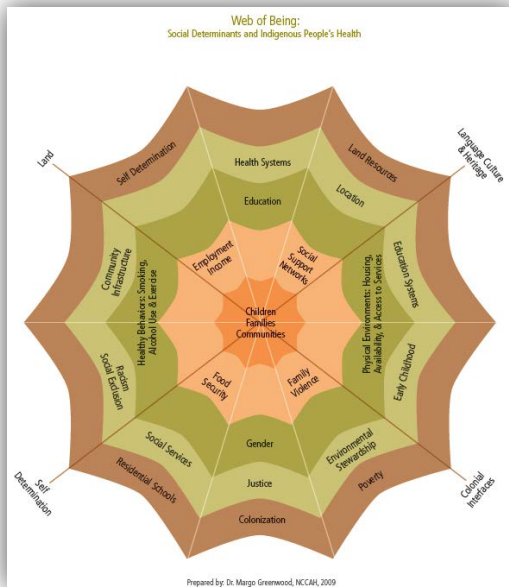 Web of Being:
Social Determinants and Indigenous People's Health
Land
Self Determination
Health Systems
Land Resources
Language Culture
& Heritage
Education
Location
Community
Infrastructure
Healthy Behaviors: Smoking,
Alcohol Use & Exercise
Employment
Income
Social
Support
Networks
Physical Environments: Housing,
Availability, & Access to Services
Education Systems
Children
Families
Communities
Racism
Social Exclusion
Food
Security
Family
Violence
Early Childhood
Self
Determination
Residential Schools
Social Services
Gender
Justice
Colonization
Environmental
Stewardship
Poverty
Colonial
Interfaces
Prepared by: Dr. Margo Greenwood, NCCAH, 2009